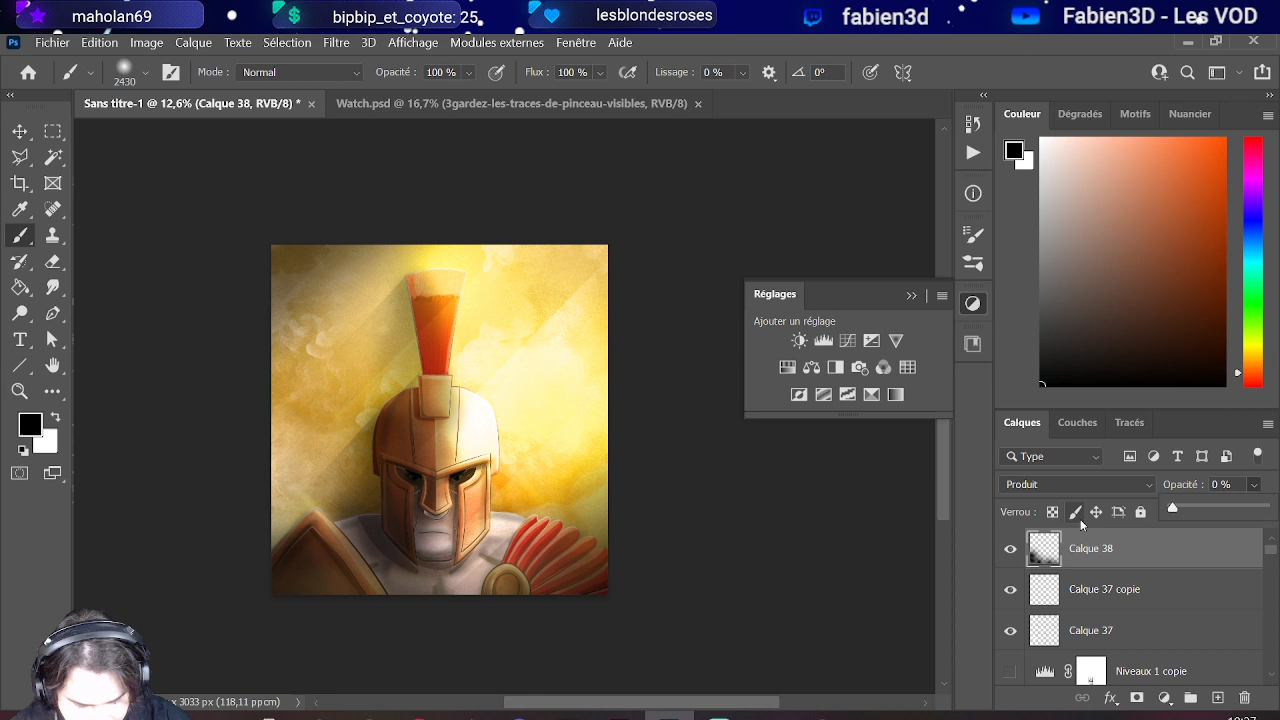 maholan69
bipbip_et_coyote: 25
lesblondesroses
fabien3d
Fabien3D - Les VOD
Ps Fichier Edition Image Calque Texte Sélection Filtre 3D Affichage Modules externes Fenêtre Aide
2430
Mode : Normal
Opacité : 100 %
Flux : 100 %
Lissage : 0 %
0°
Sans titre-1 @ 12,6% (Calque 38, RVB/8) *
Watch.psd @ 16,7% (3gardez-les-traces-de-pinceau-visibles, RVB/8)
Couleur Dégradés Motifs Nuancier
Réglages
Ajouter un réglage
Calques Couches Tracés
Type
Produit
Opacité : 0 %
Verrou :
Calque 38
Calque 37 copie
Calque 37
Niveaux 1 copie
x 3033 px (118,11 ppcm)